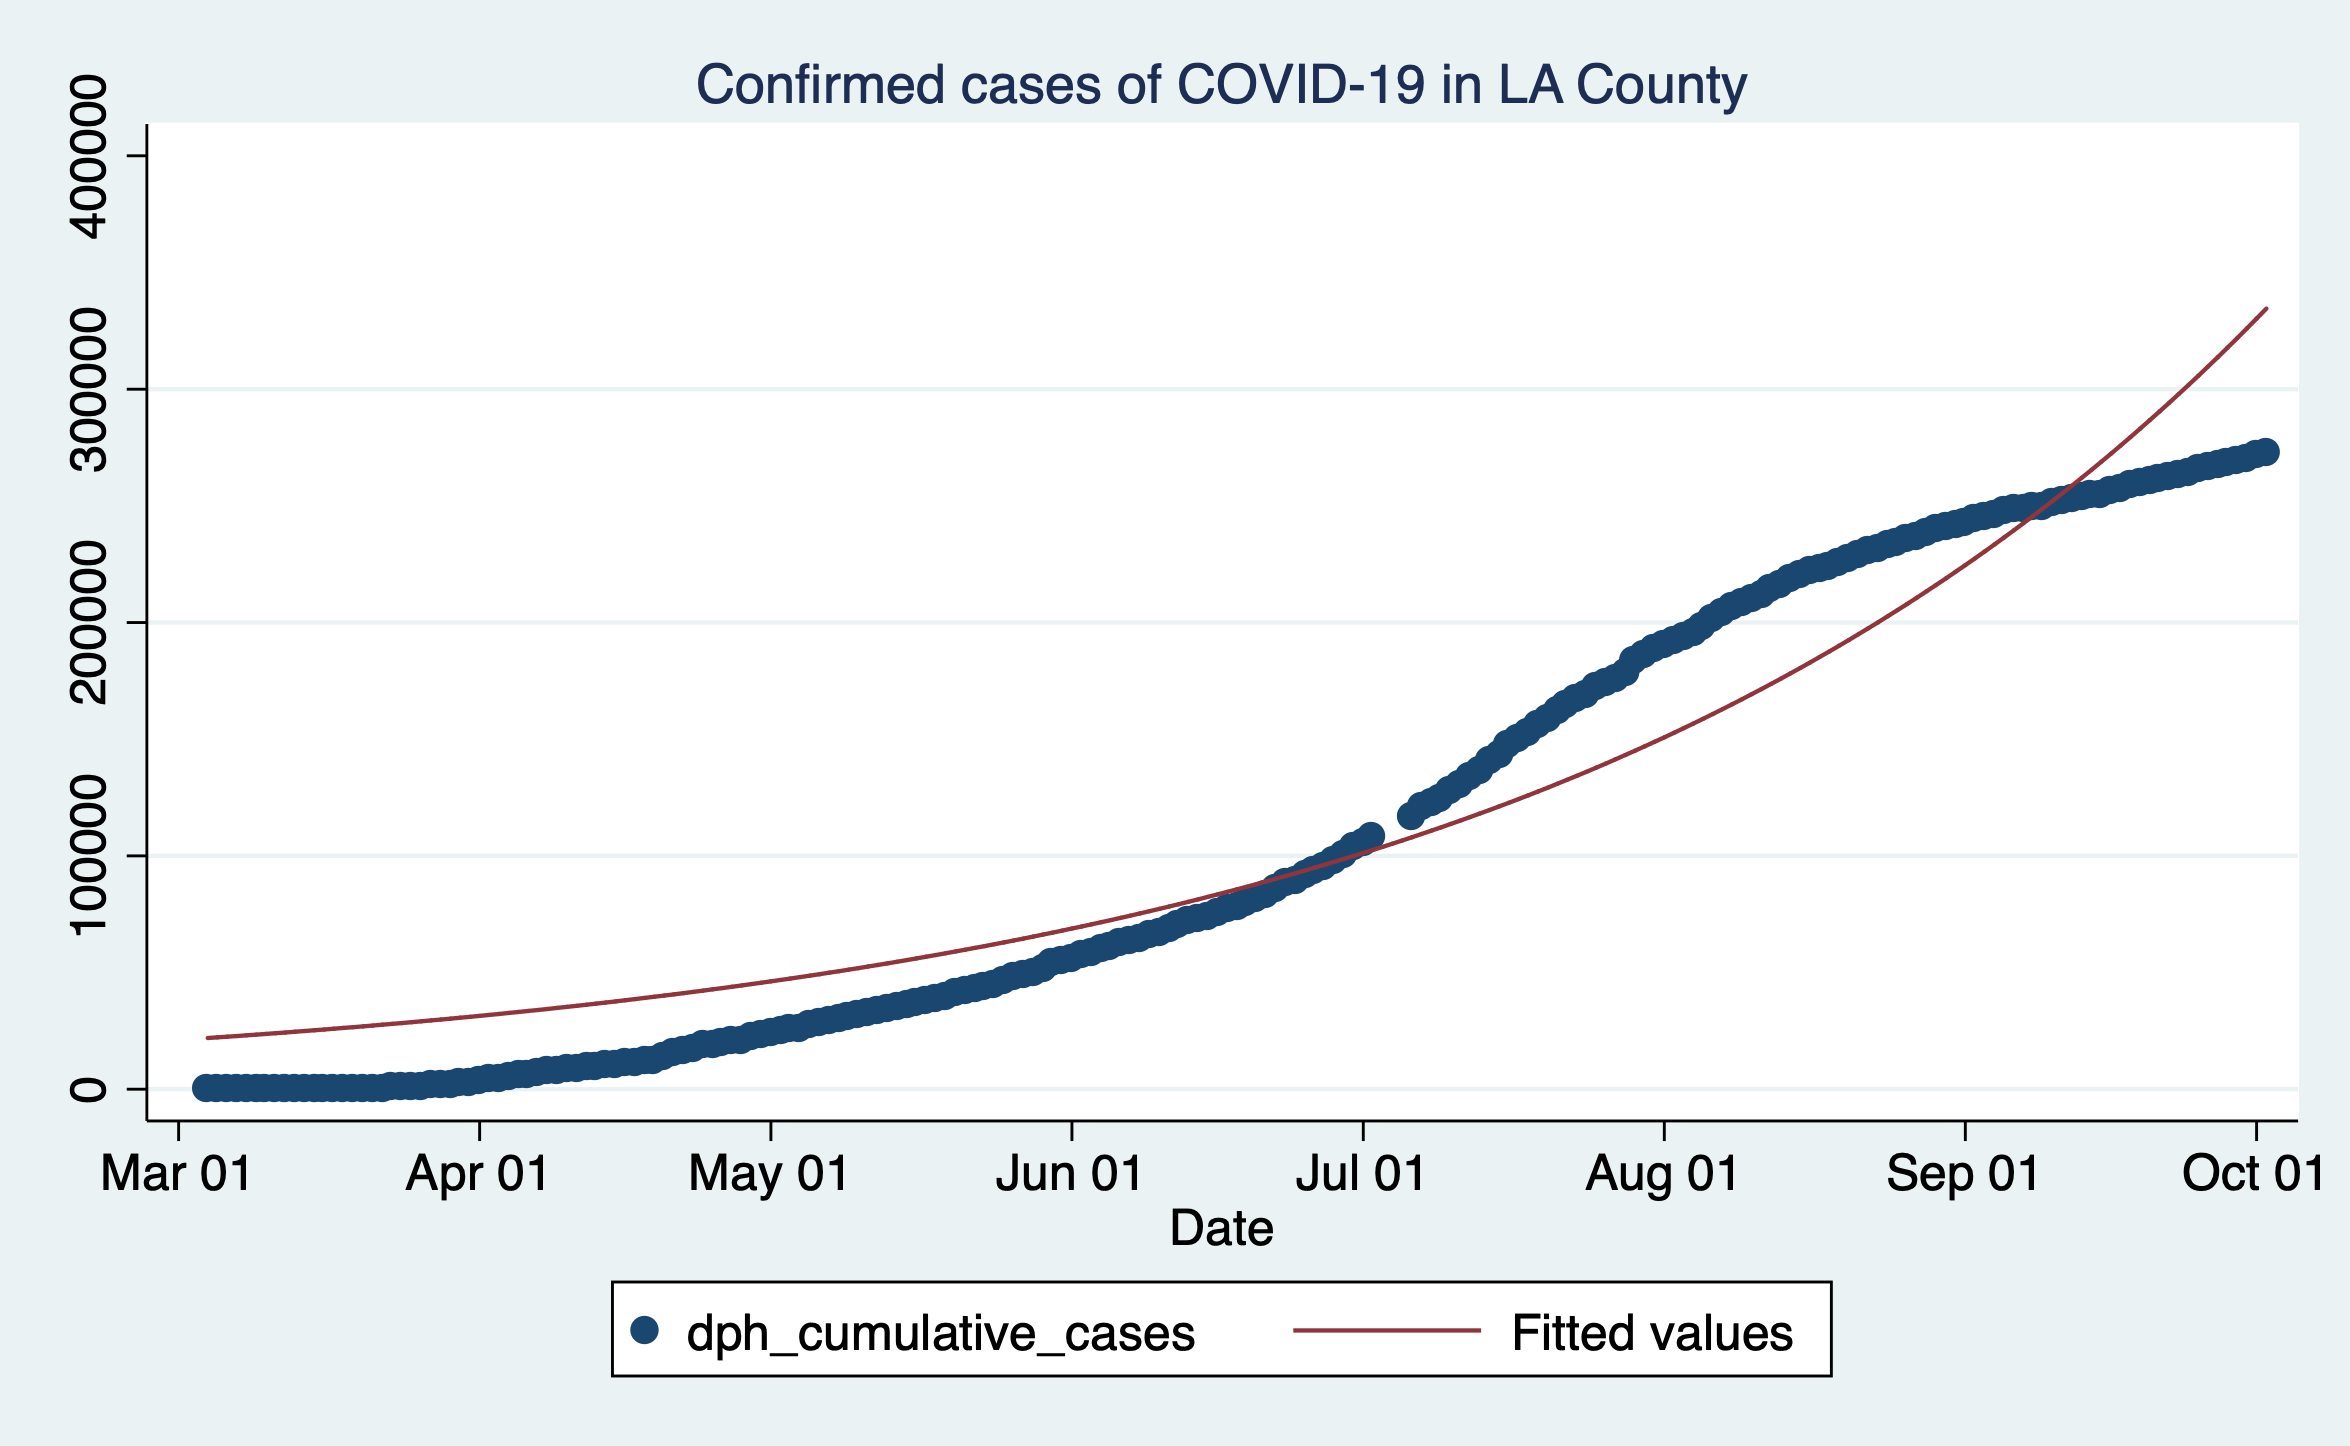 Confirmed cases of COVID-19 in LA County
400000
300000
200000
100000
0
Mar 01 Apr 01 May 01 Jun 01 Jul 01 Aug 01 Sep 01 Oct 01
Date
dph_cumulative_cases Fitted values